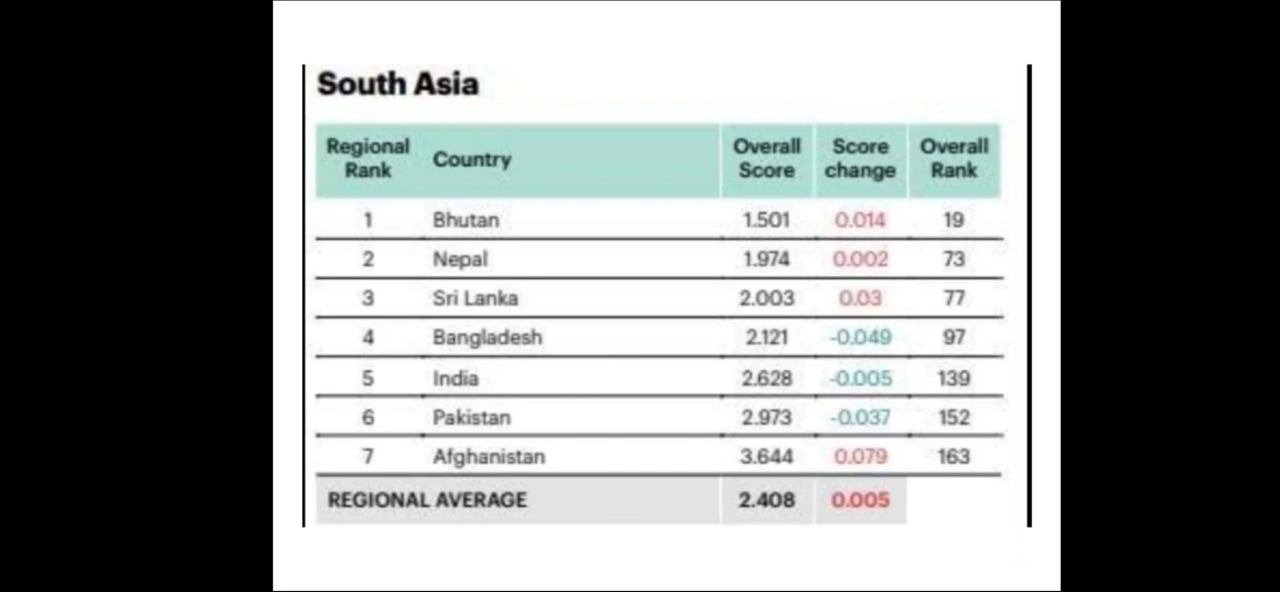 South Asia
Regional Rank Country Overall Score Score change Overall Rank
1 Bhutan 1.501 0.014 19
2 Nepal 1.974 0.002 73
3 Sri Lanka 2.003 0.03 77
4 Bangladesh 2.121 -0.049 97
5 India 2.628 -0.005 139
6 Pakistan 2.973 -0.037 152
7 Afghanistan 3.644 0.079 163
REGIONAL AVERAGE 2.408 0.005